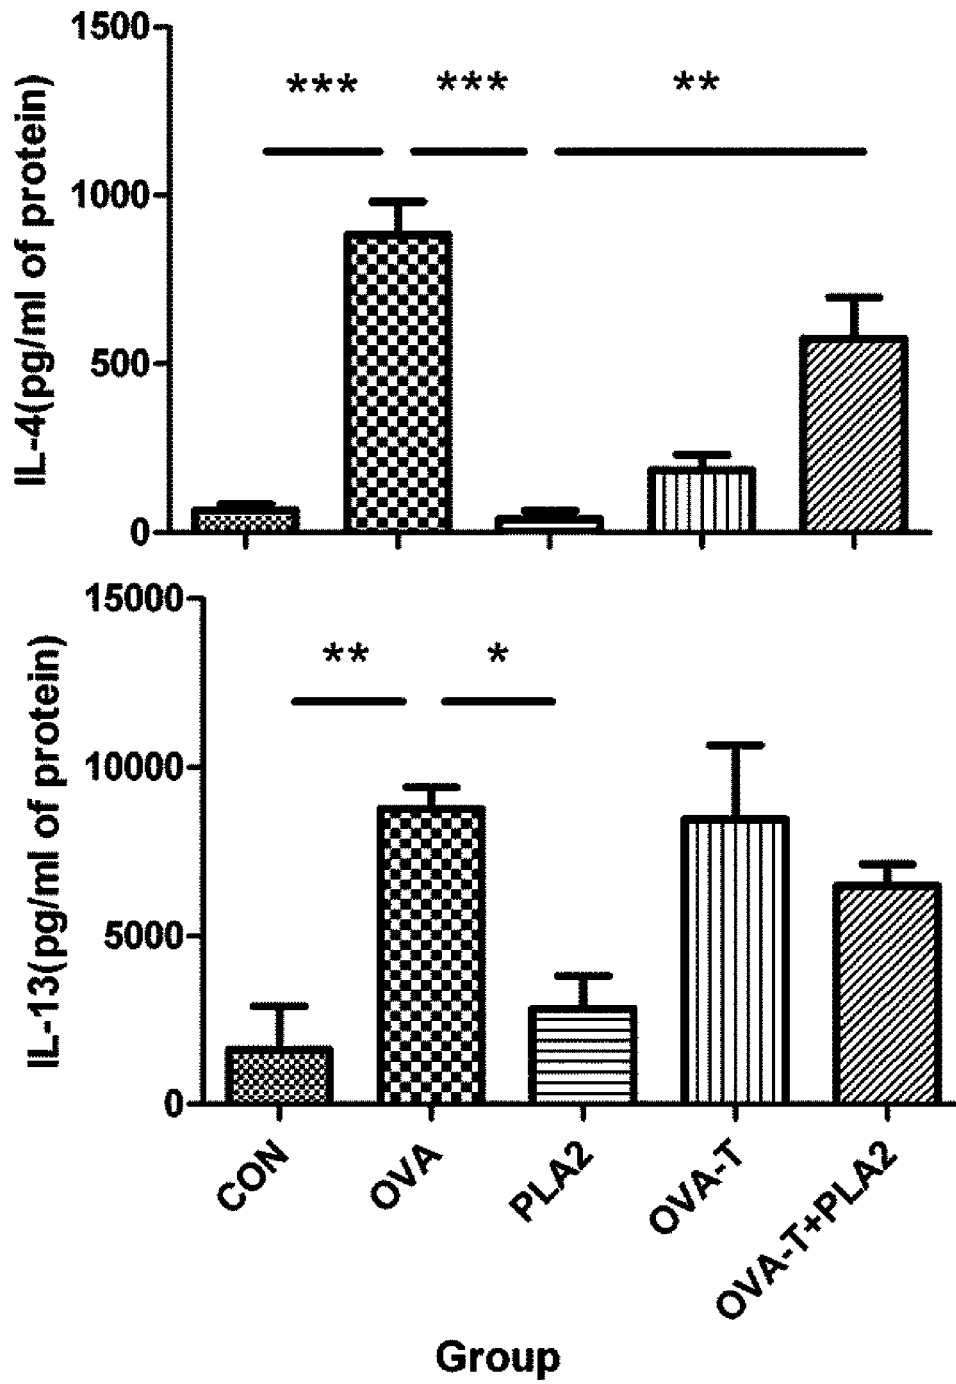 IL-4(pg/ml of protein)
1500
1000
500
0
*** *** **
IL-13(pg/ml of protein)
15000
10000
5000
0
** *
CON
OVA
PLA2
OVA-T
OVA-T+PLA2
Group